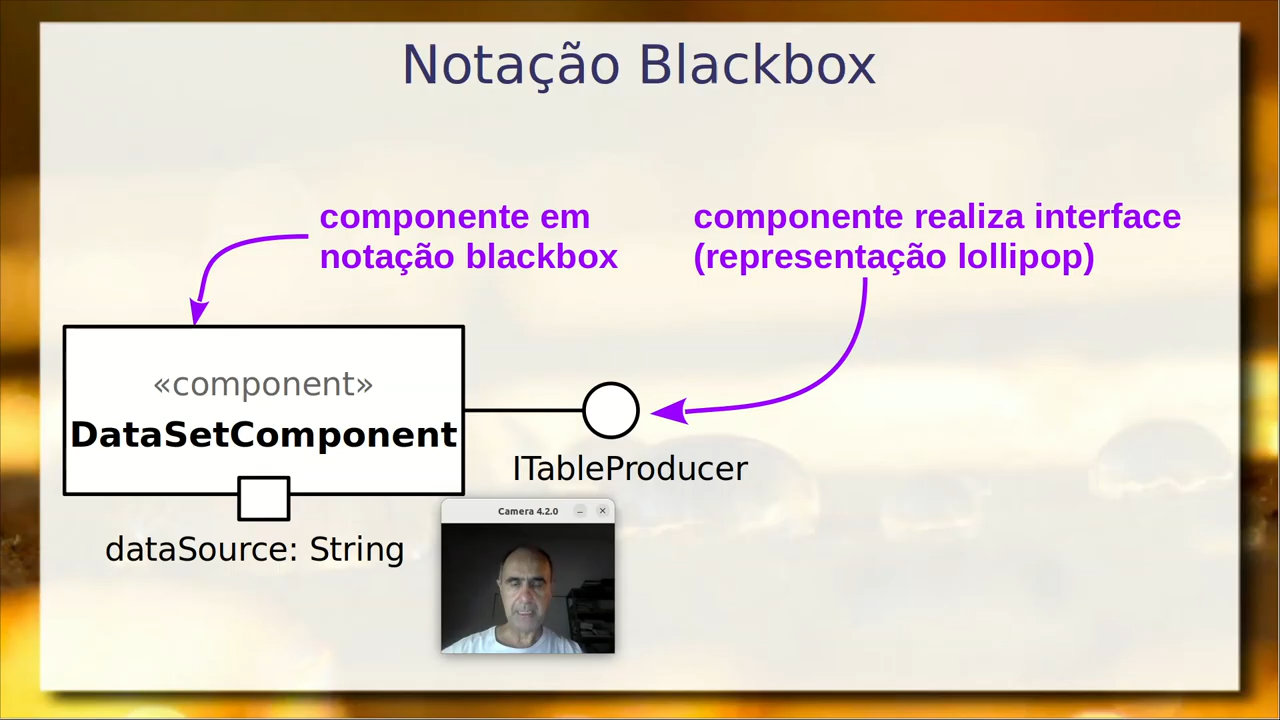 Notação Blackbox
componente em
notação blackbox
componente realiza interface
(representação lollipop)
«component»
DataSetComponent
ITableProducer
dataSource: String
Camera 4.2.0